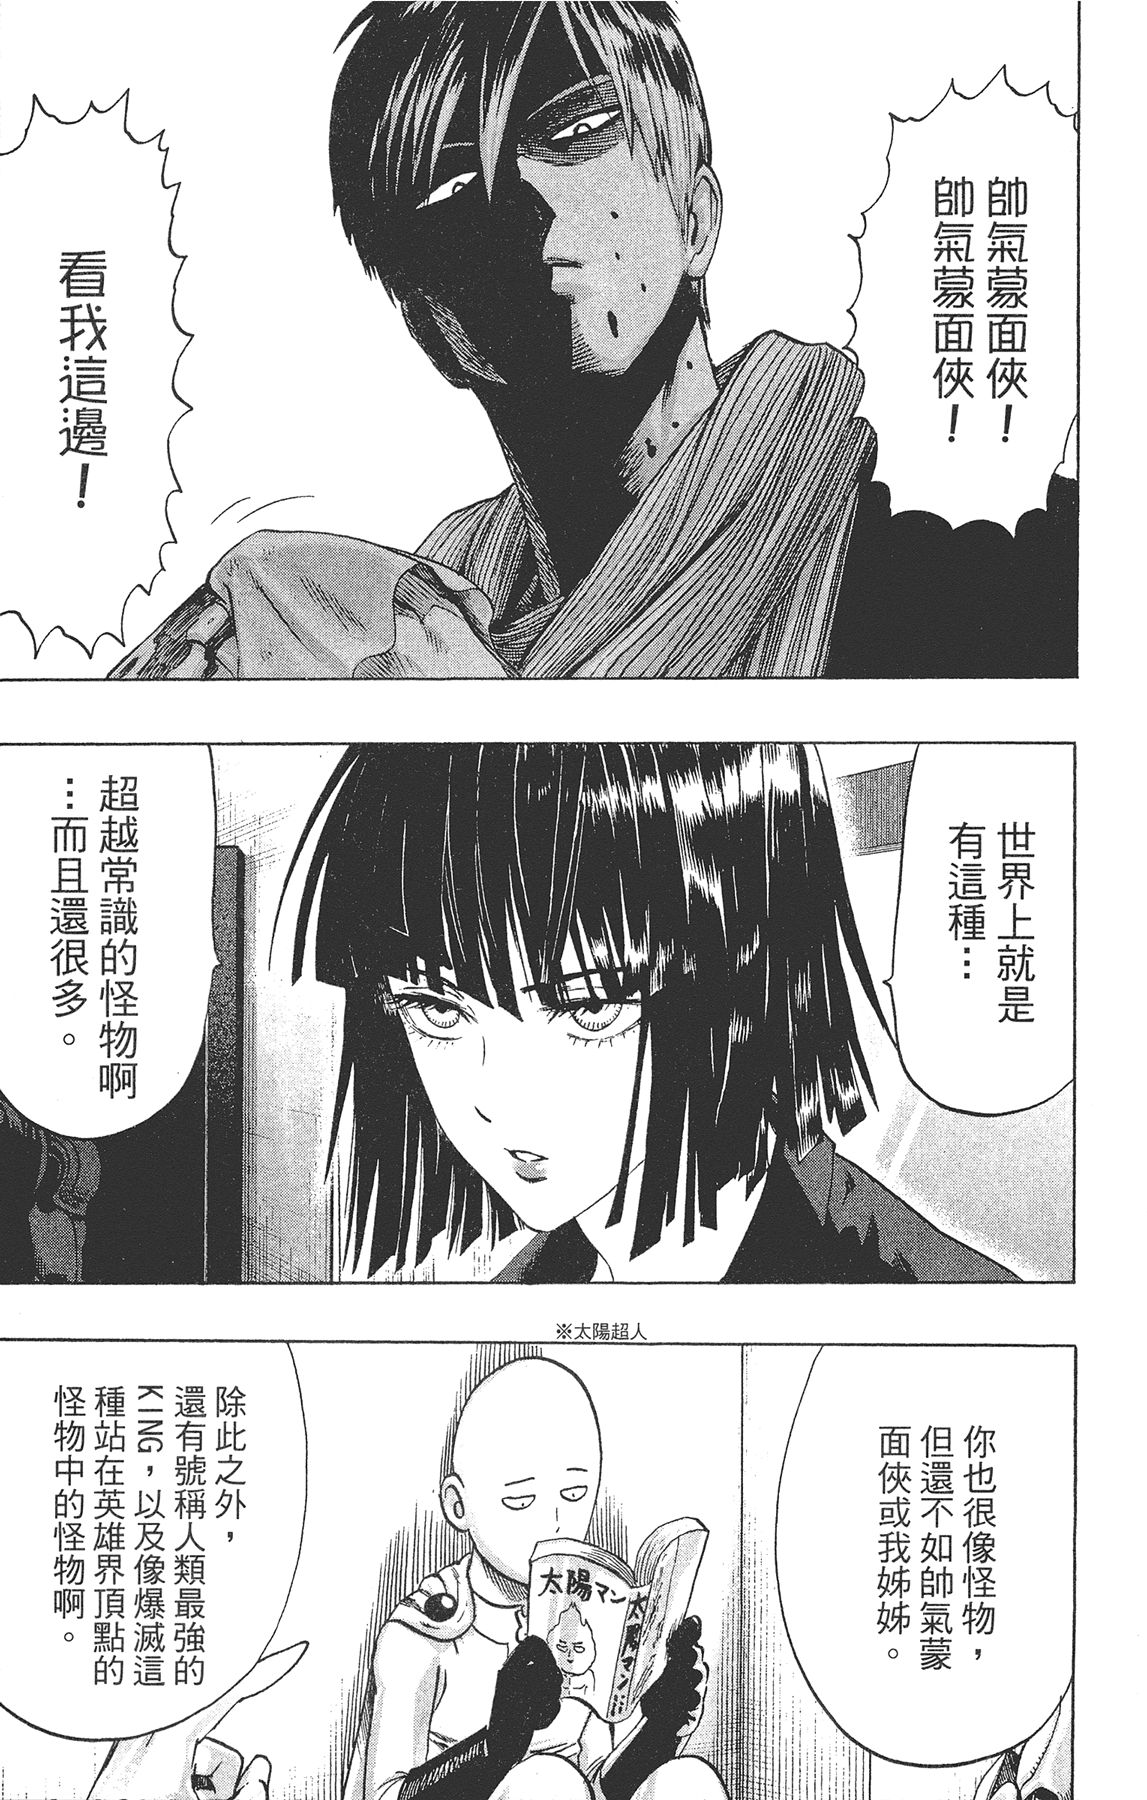 帥氣蒙面俠！
帥氣蒙面俠！
看我這邊！
世界上就是
有這種…
超越常識的怪物啊
…而且還很多。
※太陽超人
你也很像怪物，
但還不如帥氣蒙
面俠或我姊姊。
太陽マン
太陽マン
除此之外，
還有號稱人類最強的
KING，以及像爆滅這
種站在英雄界頂點的
怪物中的怪物啊。